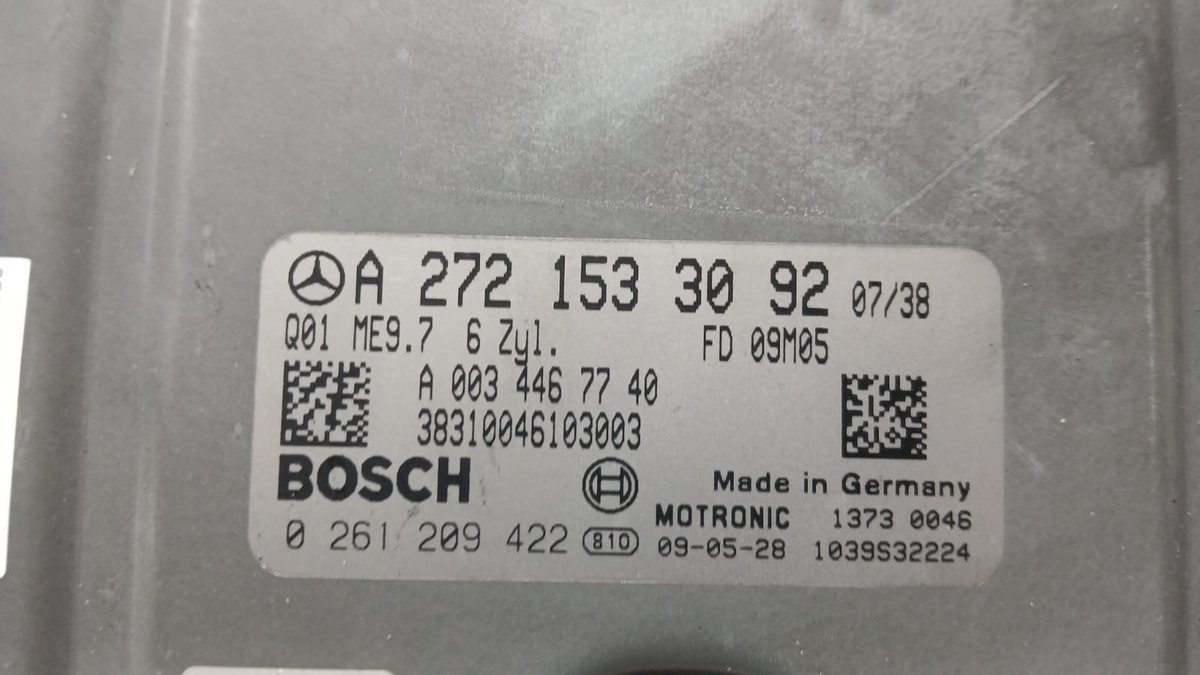 A 272 153 30 92 07/38
Q01 ME9.7 6 Zyl. FD 09M05
A 003 446 77 40
38310046103003
BOSCH
Made in Germany
MOTRONIC 1373 0046
0 261 209 422 810 09-05-28 1039S32224